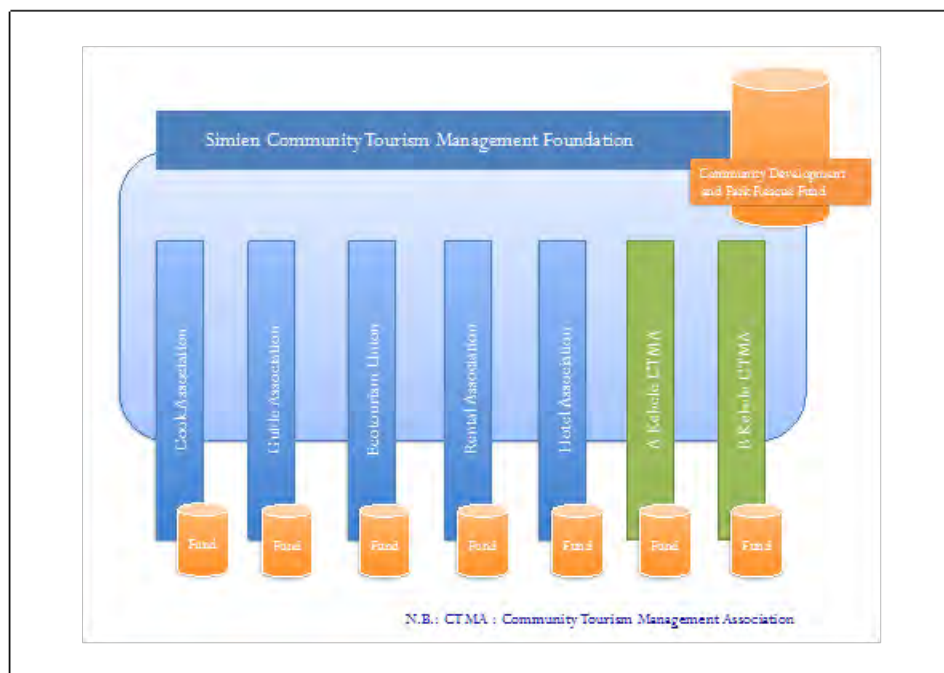 Simien Community Tourism Management Foundation
Community Development
and Park Rescue Fund
Cook Association
Guide Association
Ecotourism Union
Rental Association
Hotel Association
A Kebele CTMA
B Kebele CTMA
Fund
Fund
Fund
Fund
Fund
Fund
Fund
N.B.: CTMA : Community Tourism Management Association